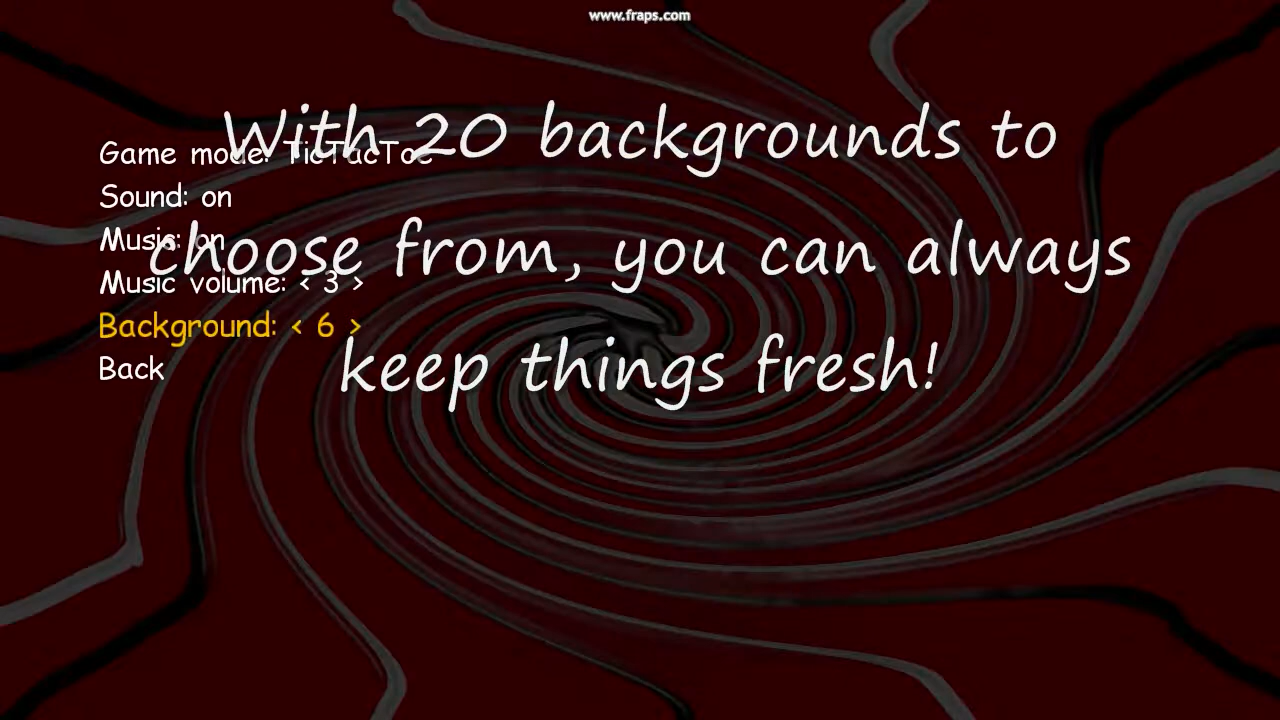 www.fraps.com
With 20 backgrounds to
choose from, you can always
keep things fresh!
Game mode: TicTacToe
Sound: on
Music: on
Music volume: < 3 >
Background: < 6 >
Back